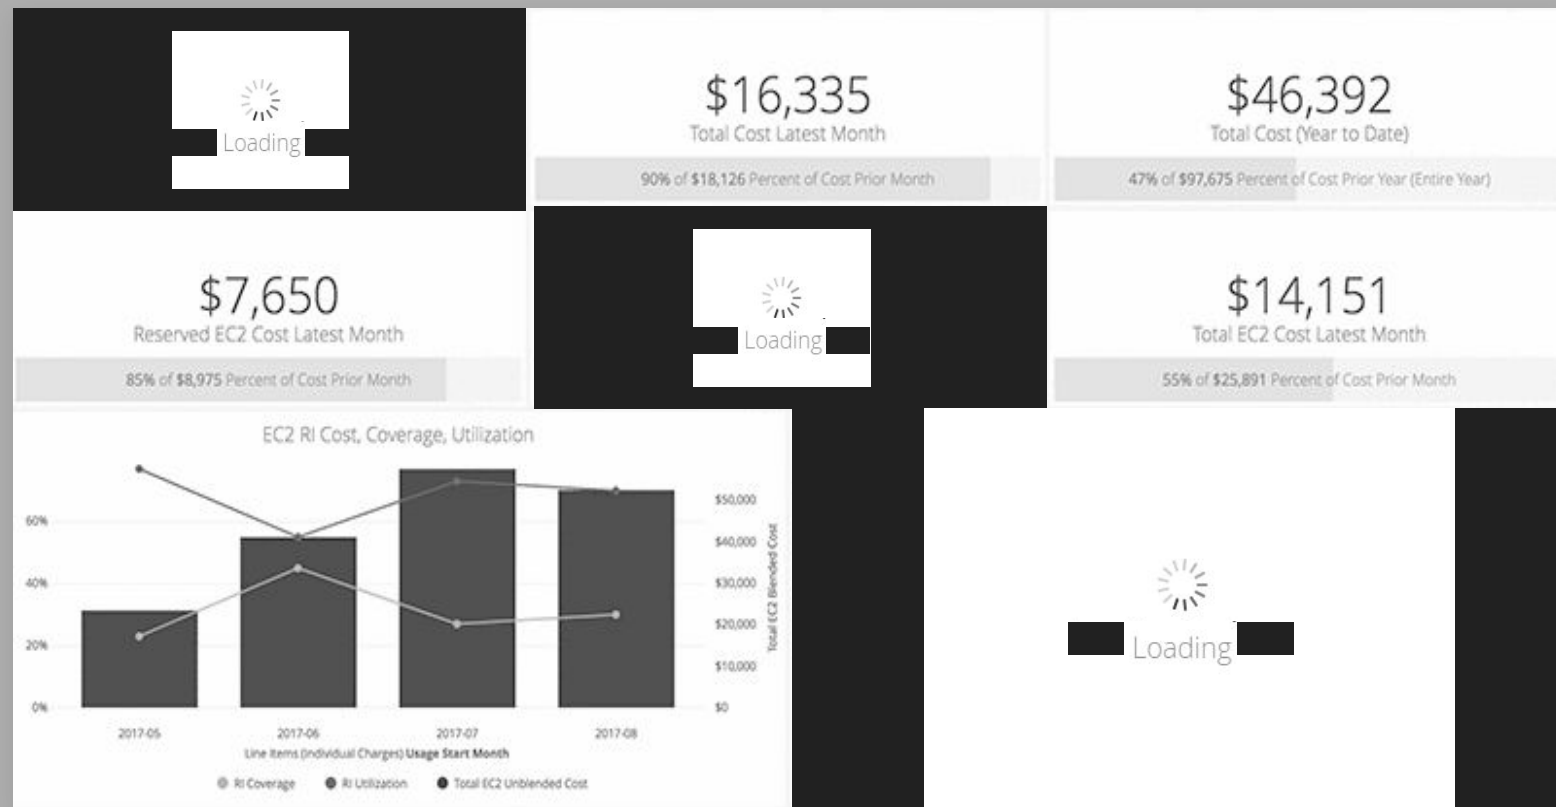 Loading
$16,335
Total Cost Latest Month
90% of $18,126 Percent of Cost Prior Month
$46,392
Total Cost (Year to Date)
47% of $97,675 Percent of Cost Prior Year (Entire Year)
$7,650
Reserved EC2 Cost Latest Month
85% of $8,975 Percent of Cost Prior Month
Loading
$14,151
Total EC2 Cost Latest Month
55% of $25,891 Percent of Cost Prior Month
EC2 RI Cost, Coverage, Utilization
60%
40%
20%
0%
$50,000
$40,000
$30,000
$20,000
$10,000
$0
Total EC2 Blended Cost
2017-05
2017-06
2017-07
2017-08
Line Items (Individual Charges) Usage Start Month
RI Coverage
RI Utilization
Total EC2 Unblended Cost
Loading